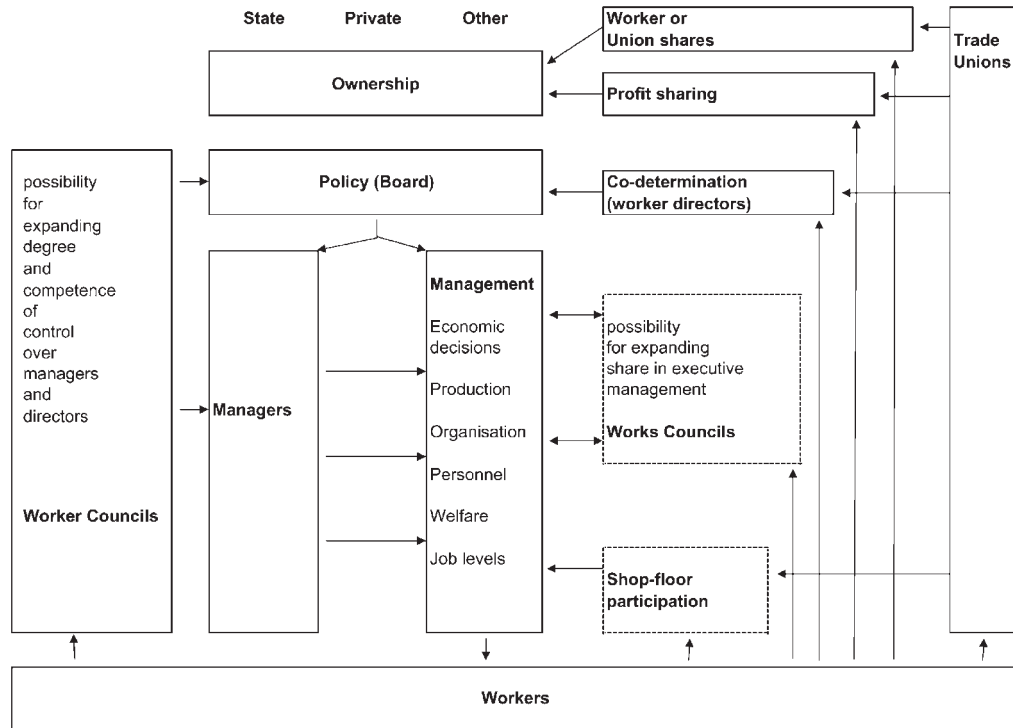 State Private Other
Worker or
Union shares
Trade
Unions
Ownership
Profit sharing
possibility
for
expanding
degree
and
competence
of
control
over
managers
and
directors
Worker Councils
Policy (Board)
Co-determination
(worker directors)
Managers
Management
Economic
decisions
Production
Organisation
Personnel
Welfare
Job levels
possibility
for expanding
share in executive
management
Works Councils
Shop-floor
participation
Workers